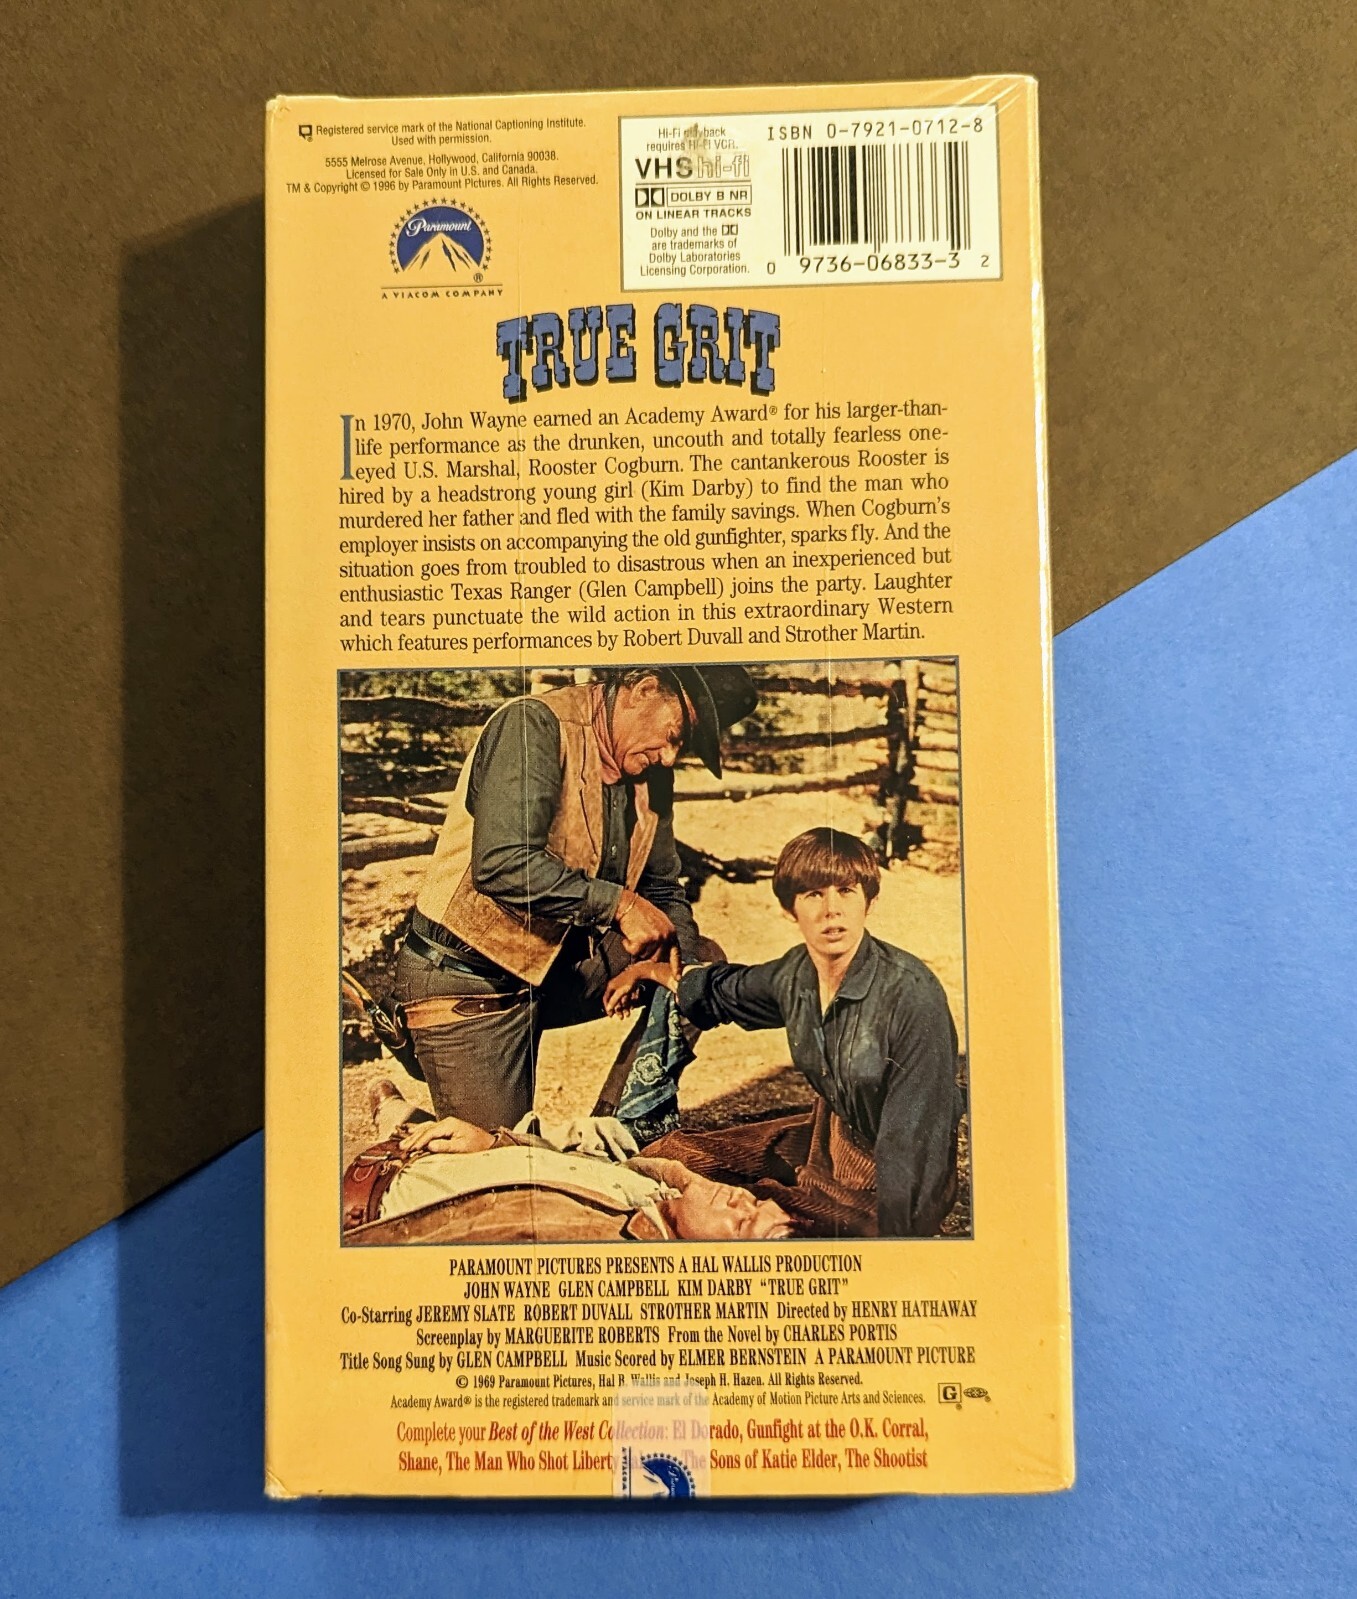 Registered service mark of the National Captioning Institute.
Used with permission.
5555 Melrose Avenue, Hollywood, California 90038.
Licensed for Sale Only in U.S. and Canada.
TM & Copyright © 1996 by Paramount Pictures. All Rights Reserved.
Paramount
®
A VIACOM COMPANY
Hi-Fi playback
requires Hi-Fi VCR.
VHS hi-fi
DOLBY B NR
ON LINEAR TRACKS
Dolby and the
are trademarks of
Dolby Laboratories
Licensing Corporation.
ISBN 0-7921-0712-8
0 9736-06833-3 2
TRUE GRIT
In 1970, John Wayne earned an Academy Award® for his larger-than-
life performance as the drunken, uncouth and totally fearless one-
eyed U.S. Marshal, Rooster Cogburn. The cantankerous Rooster is
hired by a headstrong young girl (Kim Darby) to find the man who
murdered her father and fled with the family savings. When Cogburn's
employer insists on accompanying the old gunfighter, sparks fly. And the
situation goes from troubled to disastrous when an inexperienced but
enthusiastic Texas Ranger (Glen Campbell) joins the party. Laughter
and tears punctuate the wild action in this extraordinary Western
which features performances by Robert Duvall and Strother Martin.
PARAMOUNT PICTURES PRESENTS A HAL WALLIS PRODUCTION
JOHN WAYNE GLEN CAMPBELL KIM DARBY "TRUE GRIT"
Co-Starring JEREMY SLATE ROBERT DUVALL STROTHER MARTIN Directed by HENRY HATHAWAY
Screenplay by MARGUERITE ROBERTS From the Novel by CHARLES PORTIS
Title Song Sung by GLEN CAMPBELL Music Scored by ELMER BERNSTEIN A PARAMOUNT PICTURE
© 1969 Paramount Pictures, Hal B. Wallis and Joseph H. Hazen. All Rights Reserved.
Academy Award® is the registered trademark and service mark of the Academy of Motion Picture Arts and Sciences.
G
Complete your Best of the West Collection: El Dorado, Gunfight at the O.K. Corral,
Shane, The Man Who Shot Liberty The Sons of Katie Elder, The Shootist